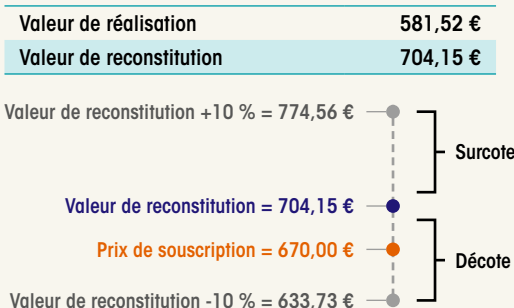 Valeur de réalisation 581,52 €
Valeur de reconstitution 704,15 €
Valeur de reconstitution +10 % = 774,56 €
Surcote
Valeur de reconstitution = 704,15 €
Prix de souscription = 670,00 €
Décote
Valeur de reconstitution -10 % = 633,73 €